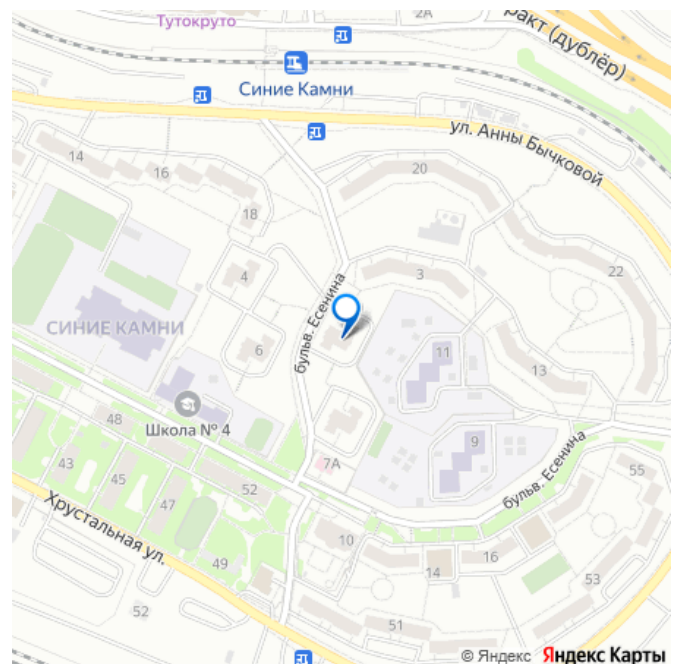 Тутокруто
2А
ракт (дублёр)
Синие Камни
ул. Анны Бычковой
14
16
20
18
4
3
22
бульв. Есенина
СИНИЕ КАМНИ
6
11
13
48
Школа № 4
43
45
47
52
7А
9
бульв. Есенина
55
Хрустальная ул.
49
10
14
16
53
52
51
© Яндекс Яндекс Карты